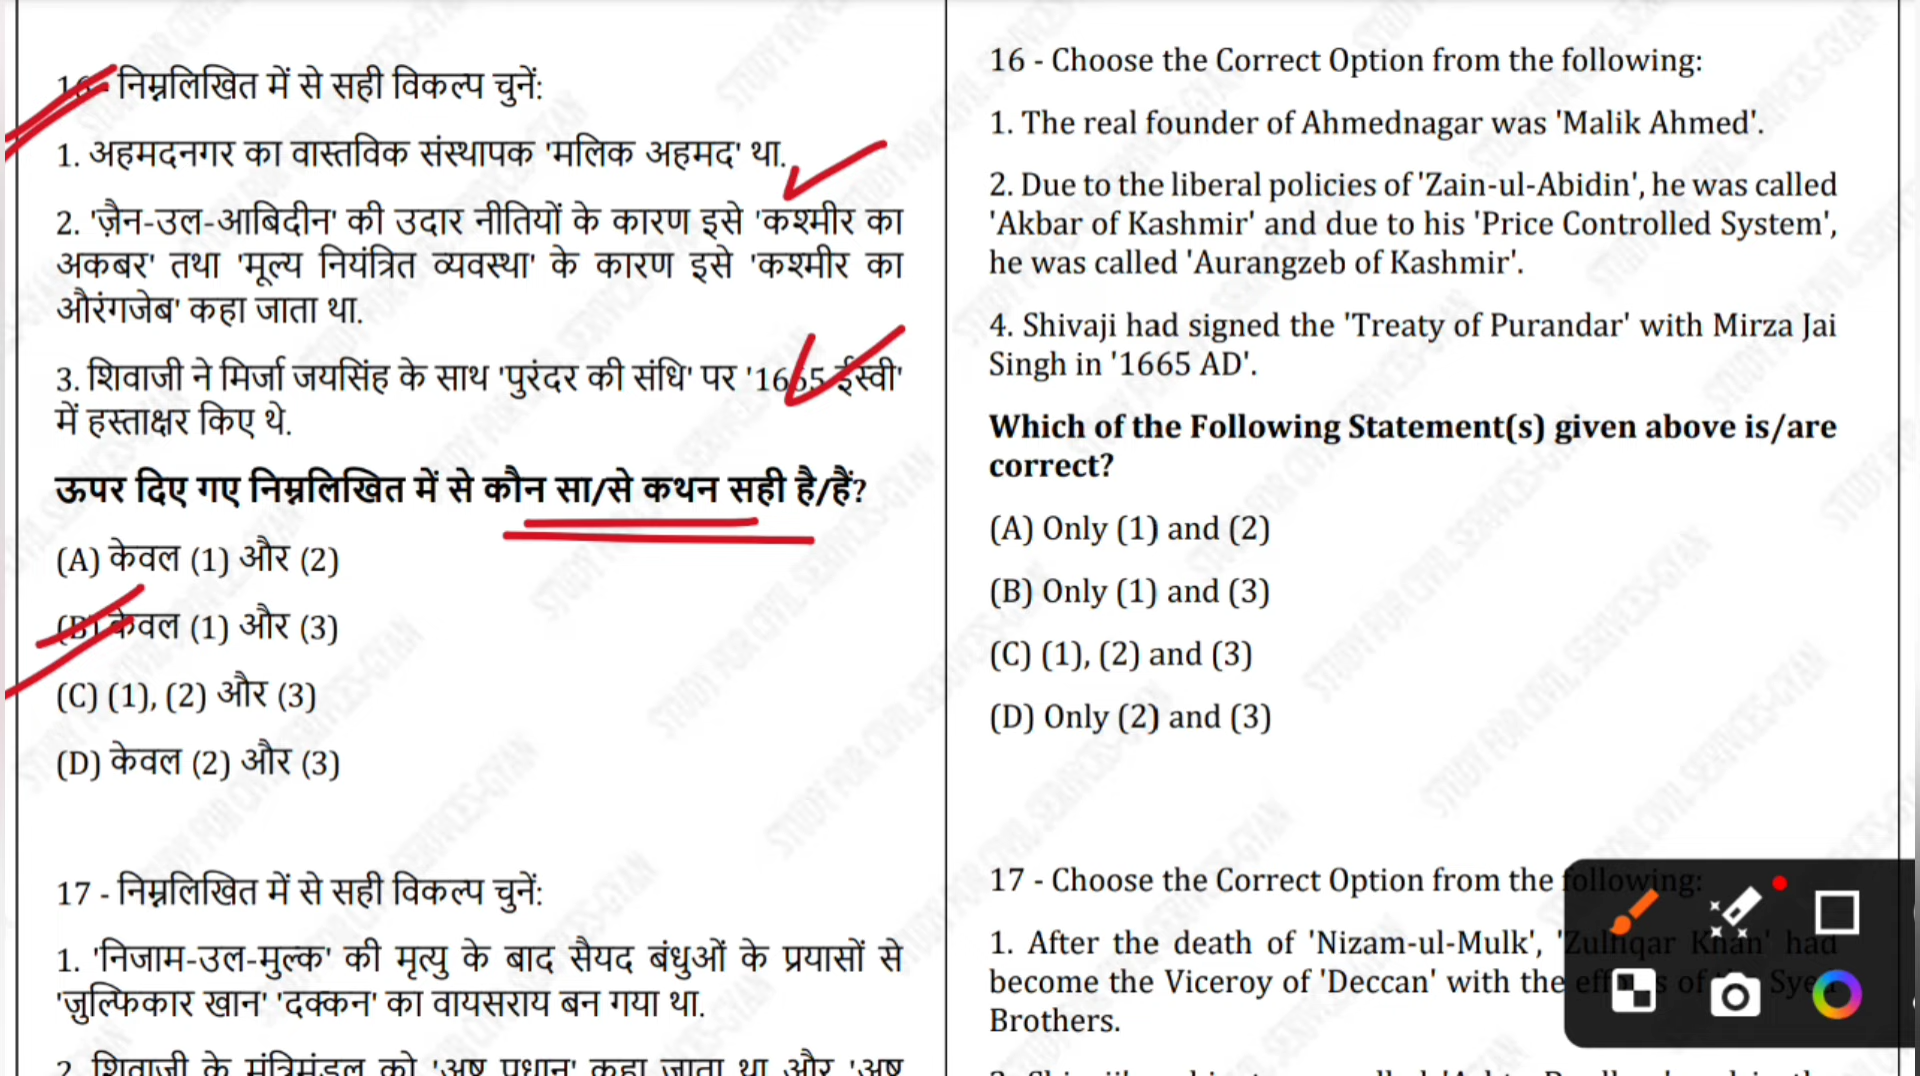 16 - निम्नलिखित में से सही विकल्प चुनें:
1. अहमदनगर का वास्तविक संस्थापक 'मलिक अहमद' था.
2. 'ज़ैन-उल-आबिदीन' की उदार नीतियों के कारण इसे 'कश्मीर का
अकबर' तथा 'मूल्य नियंत्रित व्यवस्था' के कारण इसे 'कश्मीर का
औरंगजेब' कहा जाता था.
3. शिवाजी ने मिर्जा जयसिंह के साथ 'पुरंदर की संधि' पर '1665 ईस्वी'
में हस्ताक्षर किए थे.
ऊपर दिए गए निम्नलिखित में से कौन सा/से कथन सही है/हैं?
(A) केवल (1) और (2)
(B) केवल (1) और (3)
(C) (1), (2) और (3)
(D) केवल (2) और (3)
17 - निम्नलिखित में से सही विकल्प चुनें:
1. 'निजाम-उल-मुल्क' की मृत्यु के बाद सैयद बंधुओं के प्रयासों से
'ज़ुल्फिकार खान' 'दक्कन' का वायसराय बन गया था.
2. शिवाजी के मंत्रिमंडल को 'अष्ट प्रधान' कहा जाता था और 'अष्ट
16 - Choose the Correct Option from the following:
1. The real founder of Ahmednagar was 'Malik Ahmed'.
2. Due to the liberal policies of 'Zain-ul-Abidin', he was called
'Akbar of Kashmir' and due to his 'Price Controlled System',
he was called 'Aurangzeb of Kashmir'.
4. Shivaji had signed the 'Treaty of Purandar' with Mirza Jai
Singh in '1665 AD'.
Which of the Following Statement(s) given above is/are
correct?
(A) Only (1) and (2)
(B) Only (1) and (3)
(C) (1), (2) and (3)
(D) Only (2) and (3)
17 - Choose the Correct Option from the following:
1. After the death of 'Nizam-ul-Mulk', 'Zulfiqar Khan' had
become the Viceroy of 'Deccan' with the efforts of the Syed
Brothers.
STUDY FOR CIVIL SERIVCES-GYAN